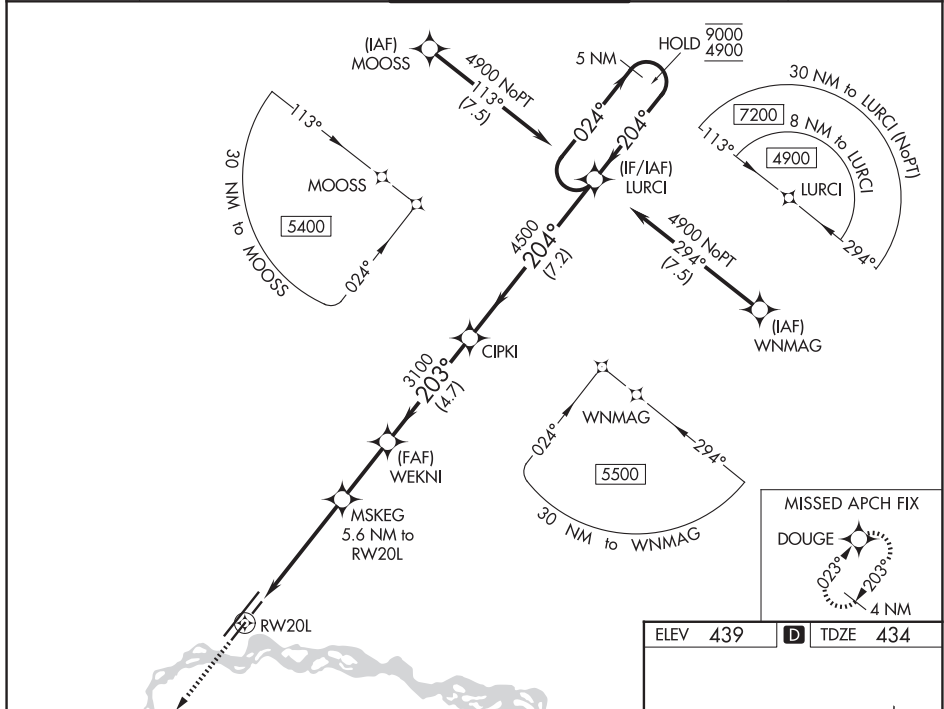 (IAF)
MOOSS
4900 NoPT
113°
(7.5)
5 NM
HOLD
9000
4900
024°
204°
30 NM to LURCI (NoPT)
7200
8 NM to LURCI
4900
113°
LURCI
294°
113°
MOOSS
30 NM to MOOSS
5400
024°
(IF/IAF)
LURCI
4500
204°
(7.2)
4900 NoPT
294°
(7.5)
(IAF)
WNMAG
CIPKI
3100
203°
(4.7)
(FAF)
WEKNI
WNMAG
024°
294°
5500
30 NM to WNMAG
MSKEG
5.6 NM to
RW20L
RW20L
MISSED APCH FIX
DOUGE
023°
203°
4 NM
ELEV 439 D TDZE 434